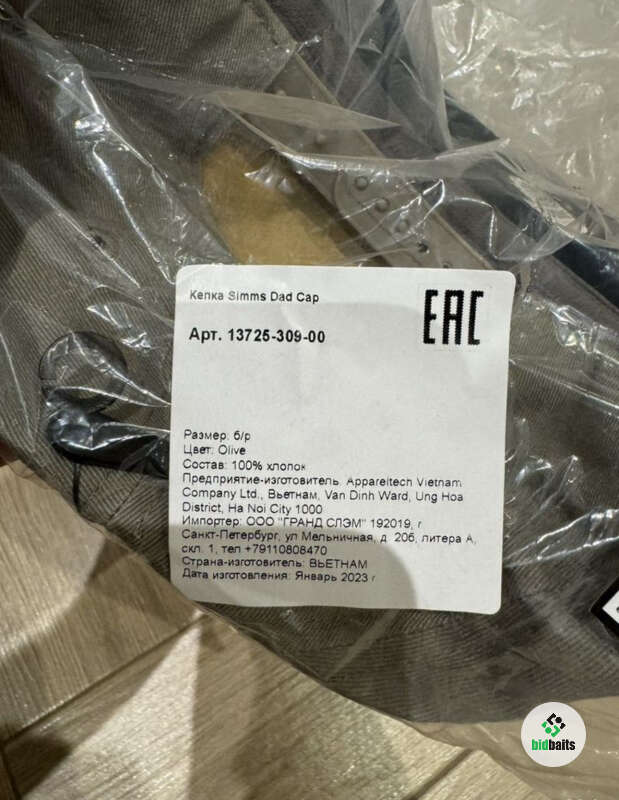 Кепка Simms Dad Cap
EAC
Арт. 13725-309-00
Размер: б/р
Цвет: Olive
Состав: 100% хлопок
Предприятие-изготовитель: Appareltech Vietnam
Company Ltd., Вьетнам, Van Dinh Ward, Ung Hoa
District, Ha Noi City 1000
Импортер: ООО "ГРАНД СЛЭМ" 192019, г
Санкт-Петербург, ул Мельничная, д. 20б, литера А,
скл. 1, тел +79110808470
Страна-изготовитель: ВЬЕТНАМ
Дата изготовления: Январь 2023 г
bidbaits